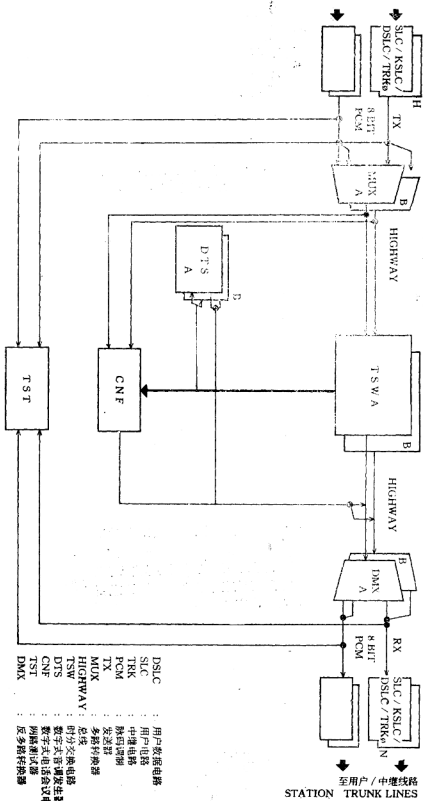 SLC / KSLC /
DSLC / TRKø
H
TX
8 BIT
PCM
MUX
A
B
HIGHWAY
DTS
A
B
CNF
TST
TSWA
B
HIGHWAY
DMX
A
B
RX
8 BIT
PCM
SLC / KSLC /
DSLC / TRKø
N
至用户 / 中继线路
STATION TRUNK LINES
DSLC : 用户数据电路
SLC : 用户电路
TRK : 中继电路
PCM : 脉码调制
TX : 发送器
MUX : 多路转换器
HIGHWAY : 总线
TSW : 时分交换电路
DTS : 数字式音调发生器
CNF : 数字式电话会议电
TST : 网路测试器
DMX : 反多路转换器